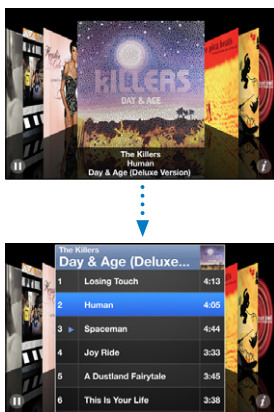 KILLERS
DAY & AGE
The Killers
Human
Day & Age (Deluxe Version)
The Killers
Day & Age (Deluxe...
1 Losing Touch 4:13
2 Human 4:05
3 Spaceman 4:44
4 Joy Ride 3:33
5 A Dustland Fairytale 3:45
6 This Is Your Life 3:38